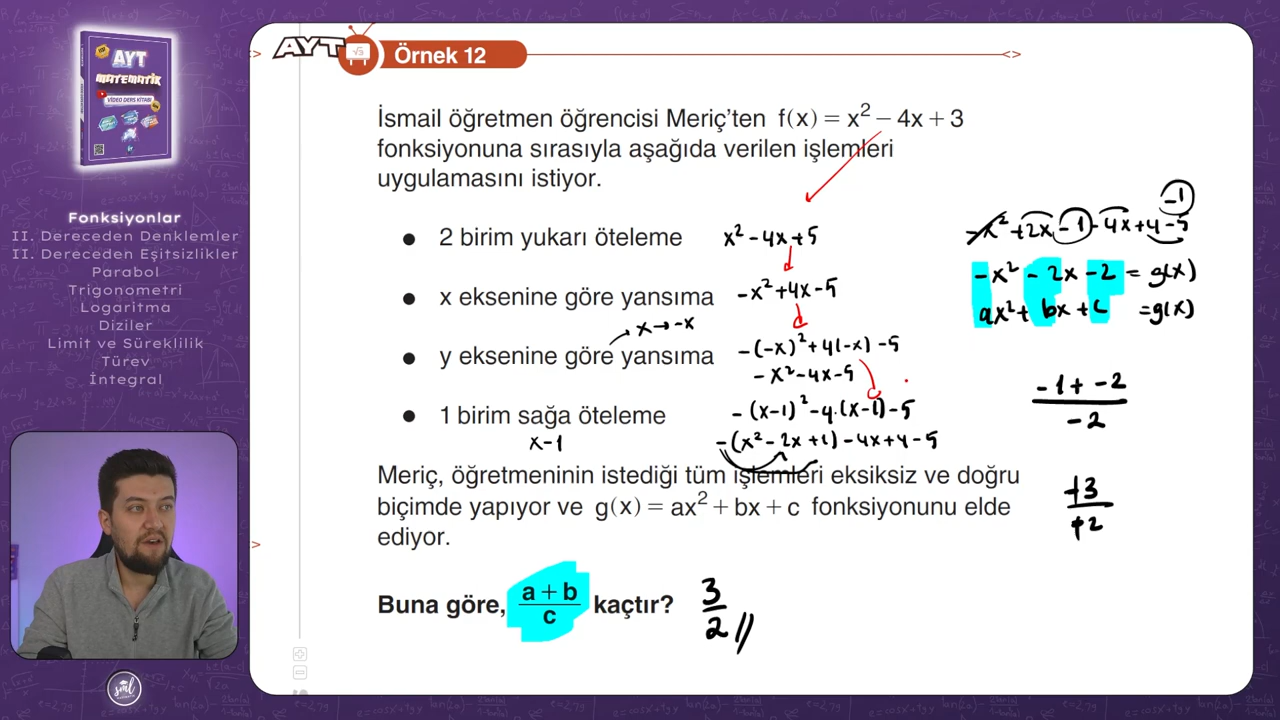 AYT
Örnek 12
AYT
MATEMATİK
VİDEO DERS KİTABI
İsmail öğretmen öğrencisi Meriç'ten f(x) = x² − 4x + 3
fonksiyonuna sırasıyla aşağıda verilen işlemleri
uygulamasını istiyor.
• 2 birim yukarı öteleme x² − 4x + 5
• x eksenine göre yansıma −x² + 4x − 5
x → −x
• y eksenine göre yansıma −(−x)² + 4(−x) − 5
−x² − 4x − 5
• 1 birim sağa öteleme −(x−1)² − 4·(x−1) − 5
x−1 −(x² − 2x + 1) − 4x + 4 − 5
−1
−x² + 2x − 1 − 4x + 4 − 5
−x² − 2x − 2 = g(x)
ax² + bx + c = g(x)
−1 + −2
−2
+3
+2
Meriç, öğretmeninin istediği tüm işlemleri eksiksiz ve doğru
biçimde yapıyor ve g(x) = ax² + bx + c fonksiyonunu elde
ediyor.
Buna göre, a + b / c kaçtır? 3/2 //
Fonksiyonlar
II. Dereceden Denklemler
II. Dereceden Eşitsizlikler
Parabol
Trigonometri
Logaritma
Diziler
Limit ve Süreklilik
Türev
İntegral
sml